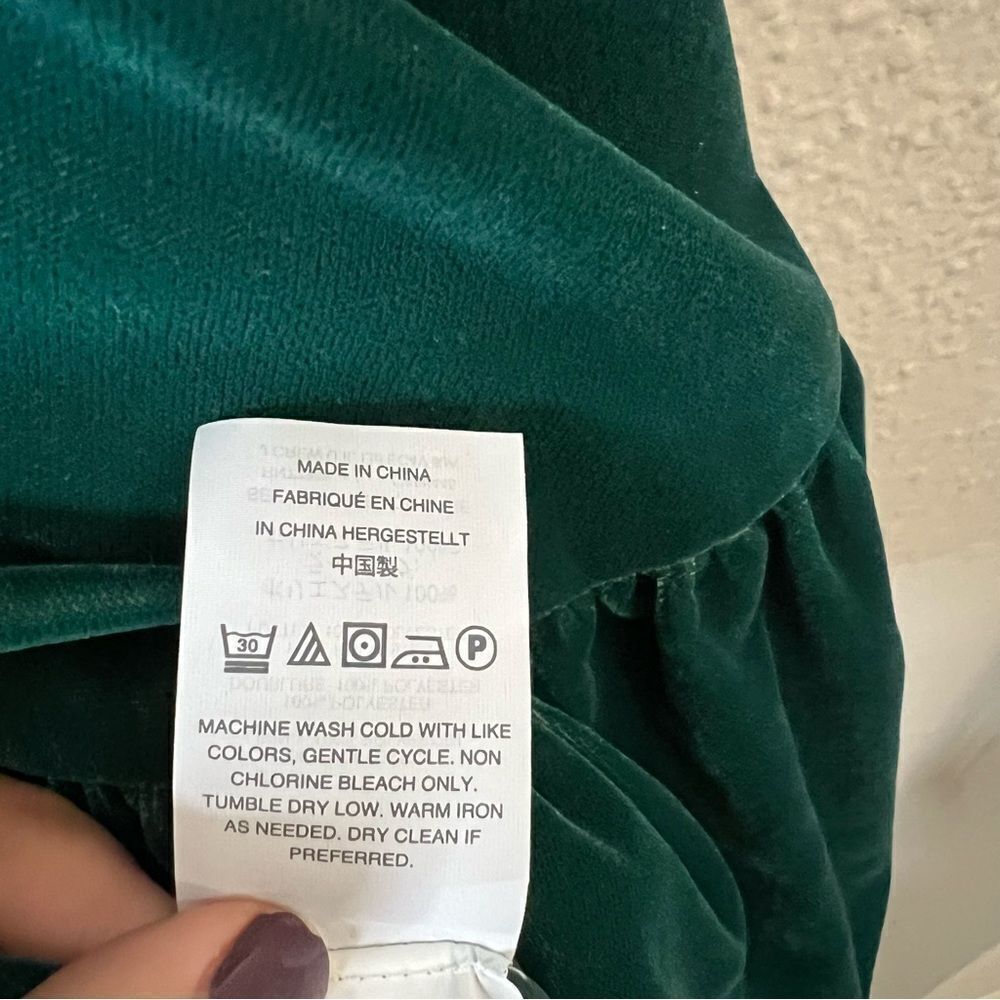 MADE IN CHINA
FABRIQUÉ EN CHINE
IN CHINA HERGESTELLT
中国製
30
P
MACHINE WASH COLD WITH LIKE
COLORS, GENTLE CYCLE. NON
CHLORINE BLEACH ONLY.
TUMBLE DRY LOW. WARM IRON
AS NEEDED. DRY CLEAN IF
PREFERRED.